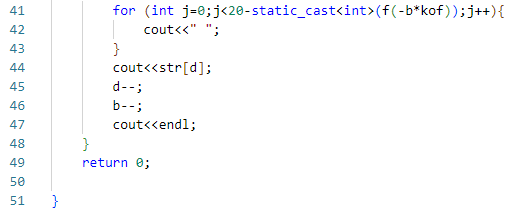 41 for (int j=0;j<20-static_cast<int>(f(-b*kof));j++){
42 cout<<" ";
43 }
44 cout<<str[d];
45 d--;
46 b--;
47 cout<<endl;
48 }
49 return 0;
50
51 }